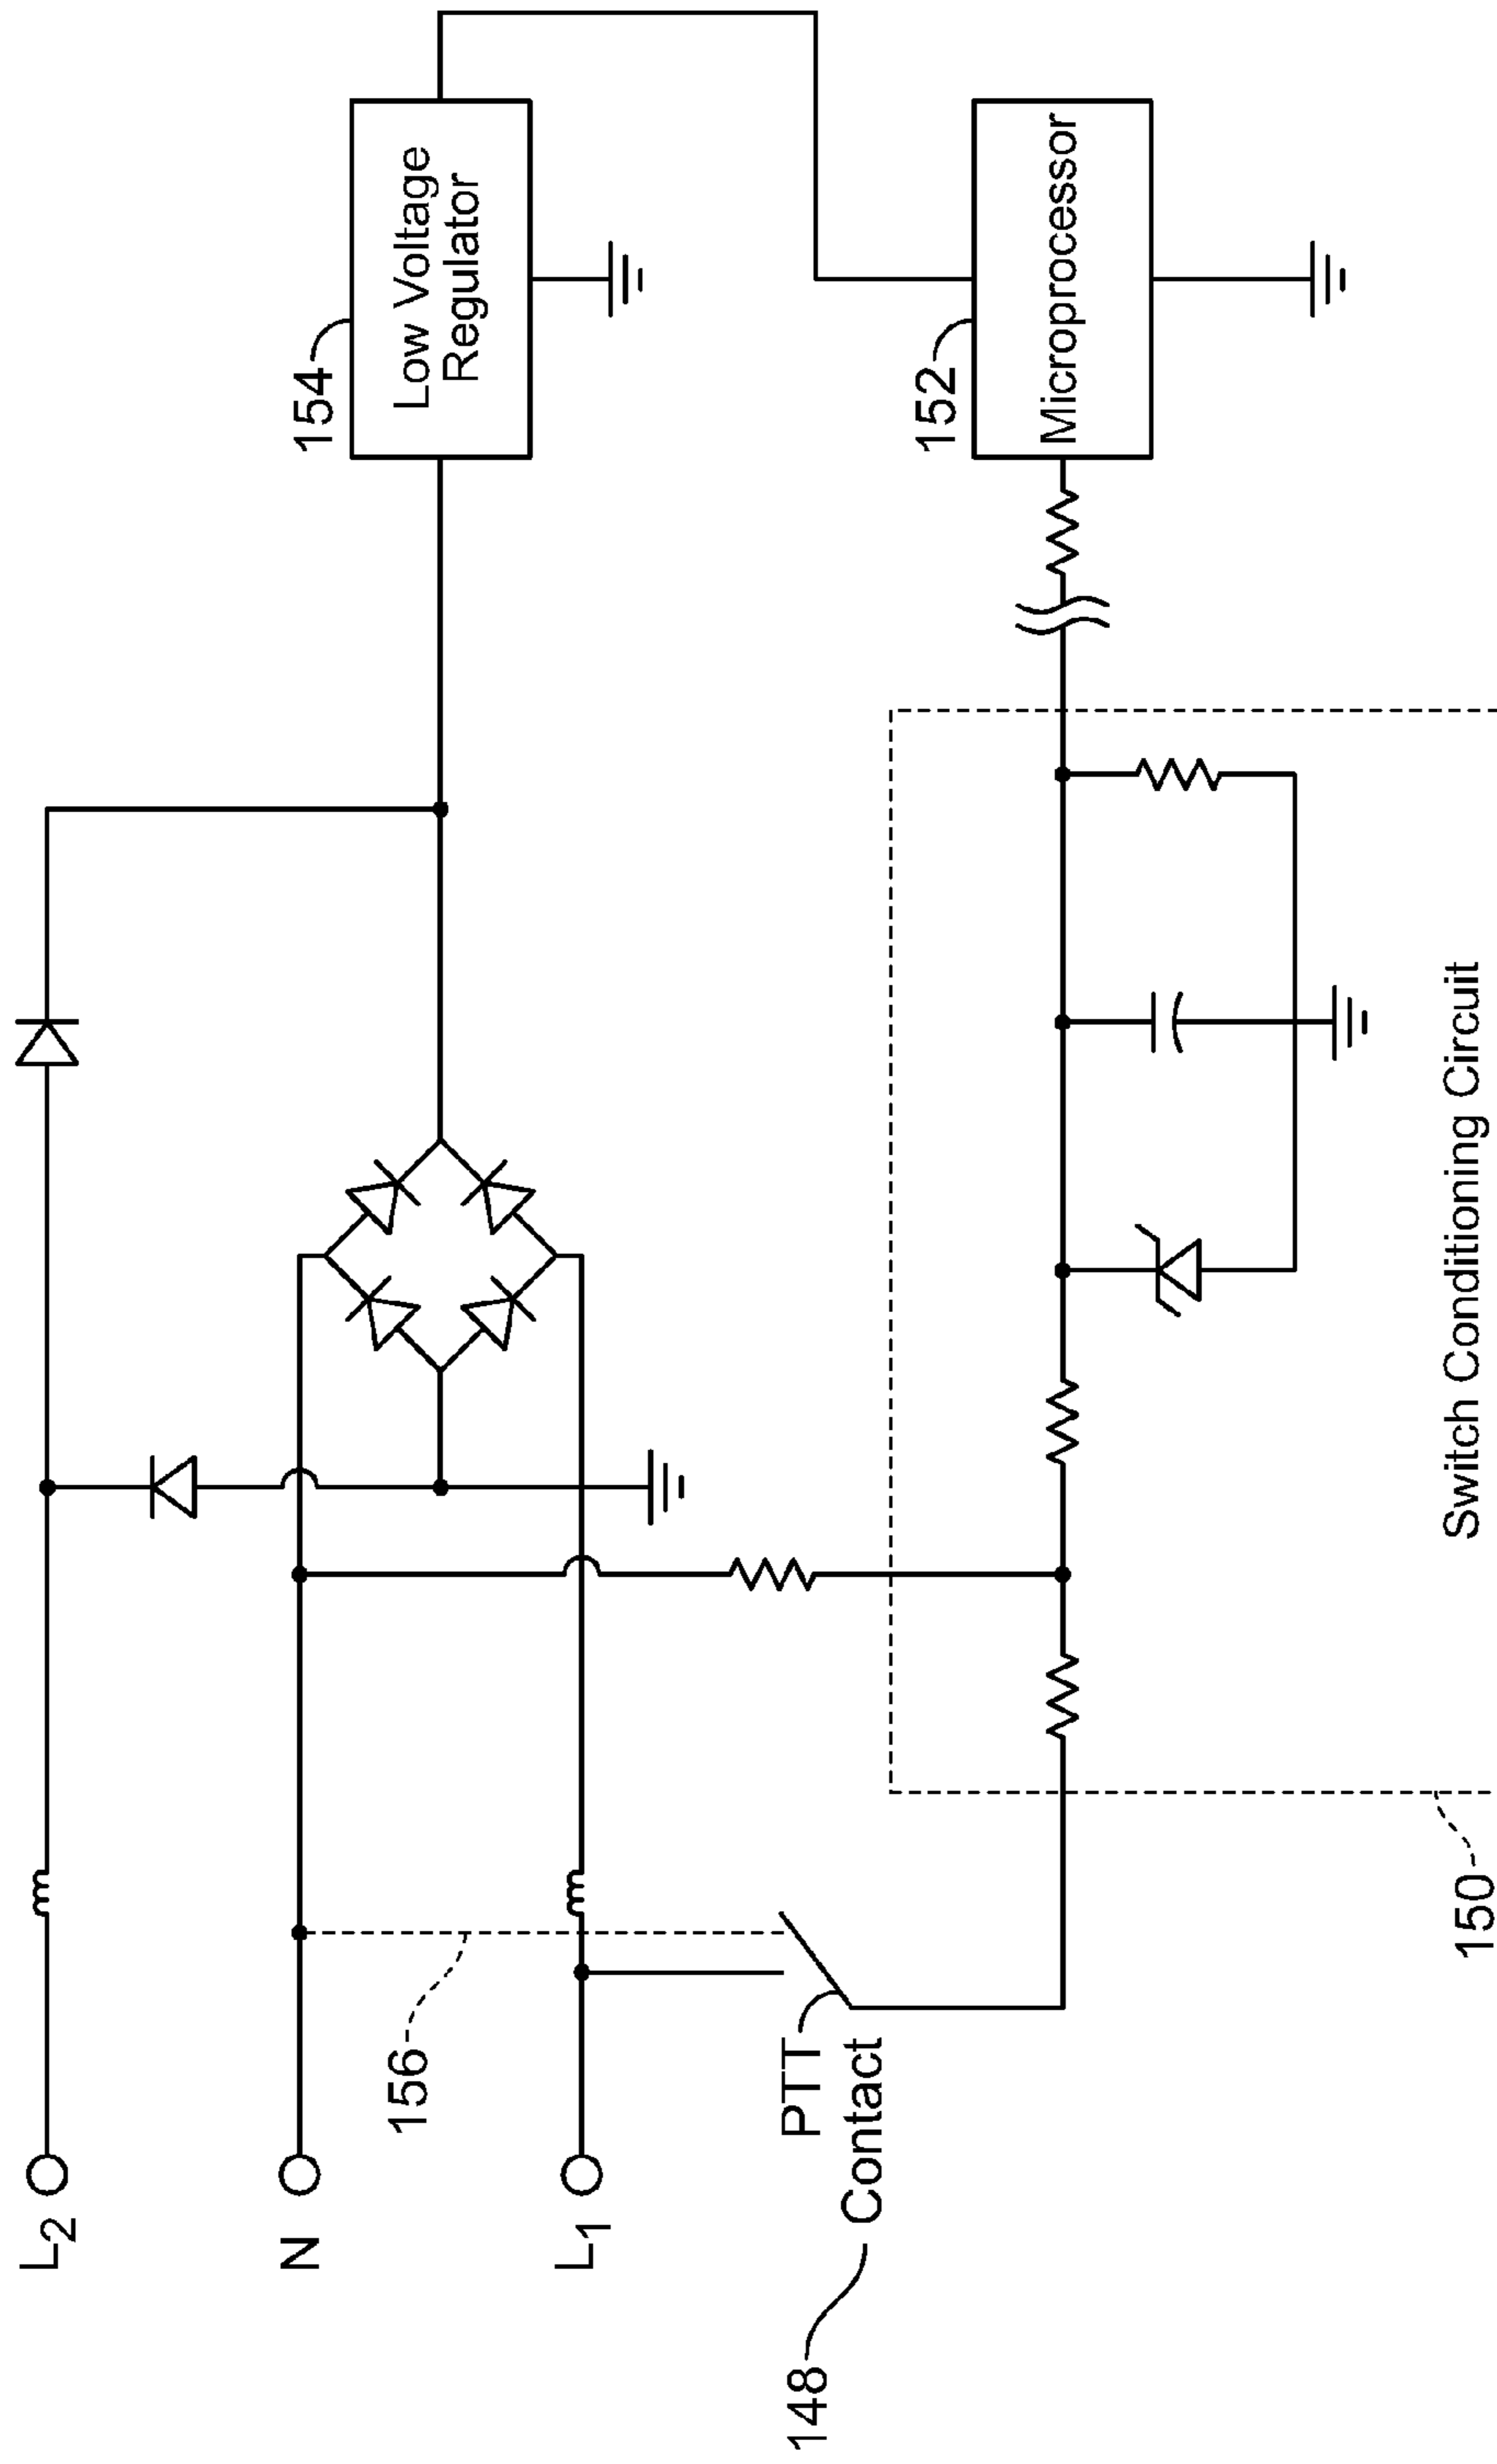 L2
N
L1
154
Low Voltage
Regulator
156
PTT
Contact
148
152
Microprocessor
Switch Conditioning Circuit
150